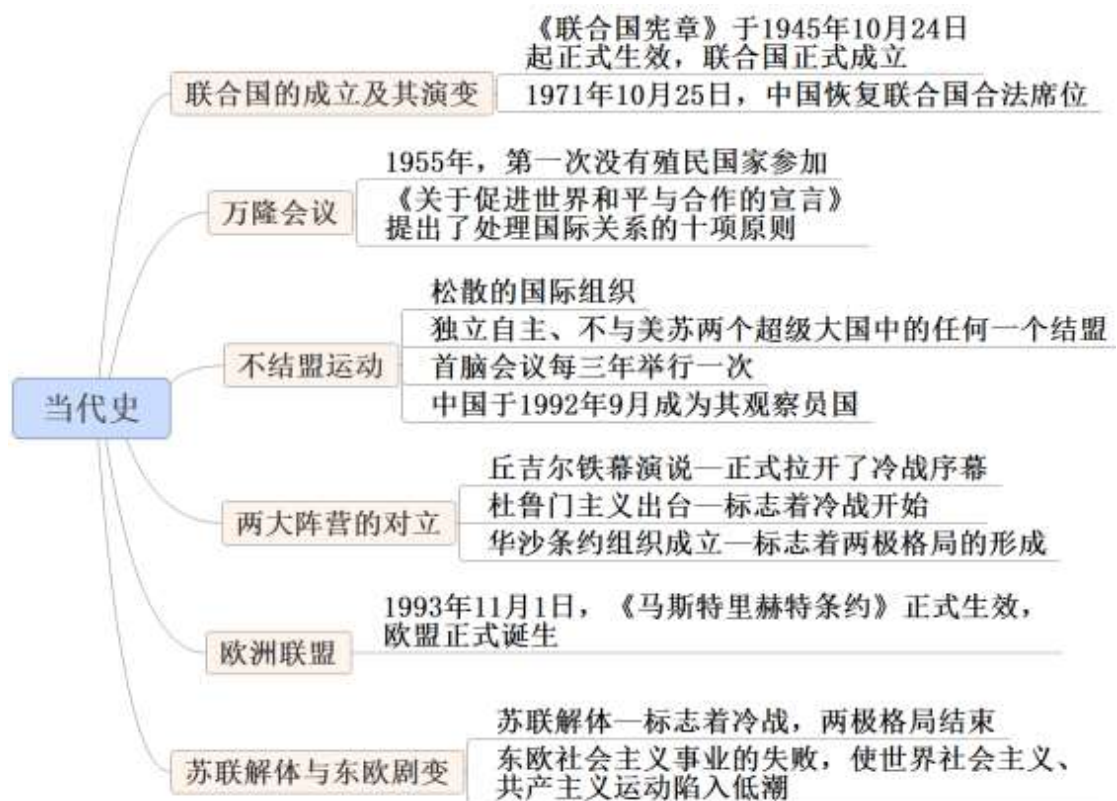 当代史
联合国的成立及其演变
《联合国宪章》于1945年10月24日
起正式生效，联合国正式成立
1971年10月25日，中国恢复联合国合法席位
万隆会议
1955年，第一次没有殖民国家参加
《关于促进世界和平与合作的宣言》
提出了处理国际关系的十项原则
不结盟运动
松散的国际组织
独立自主、不与美苏两个超级大国中的任何一个结盟
首脑会议每三年举行一次
中国于1992年9月成为其观察员国
两大阵营的对立
丘吉尔铁幕演说—正式拉开了冷战序幕
杜鲁门主义出台—标志着冷战开始
华沙条约组织成立—标志着两极格局的形成
欧洲联盟
1993年11月1日，《马斯特里赫特条约》正式生效，
欧盟正式诞生
苏联解体与东欧剧变
苏联解体—标志着冷战，两极格局结束
东欧社会主义事业的失败，使世界社会主义、
共产主义运动陷入低潮